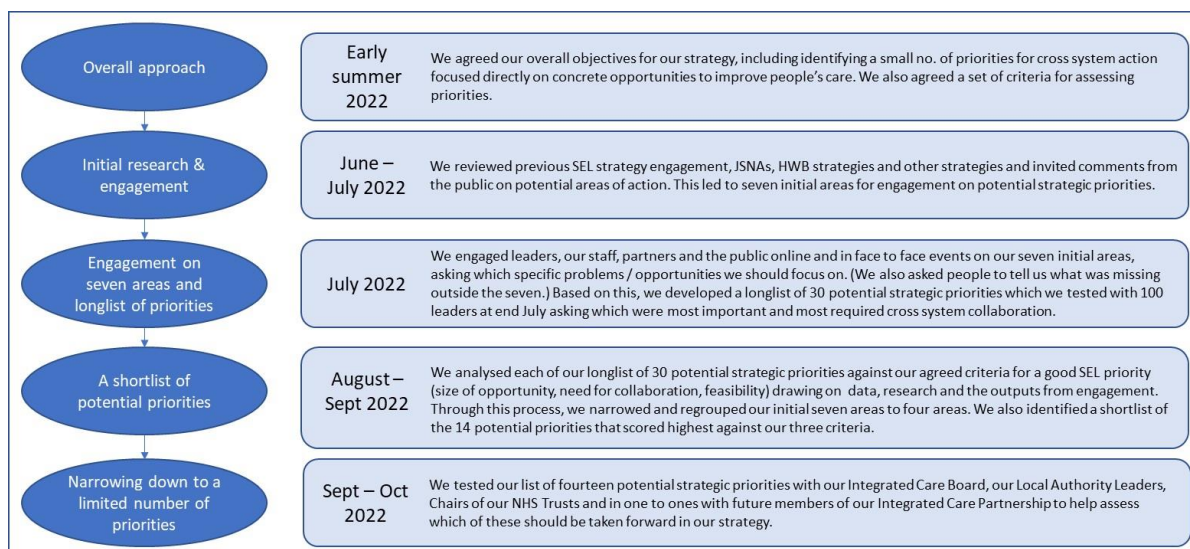 Overall approach
Early
summer
2022
We agreed our overall objectives for our strategy, including identifying a small no. of priorities for cross system action
focused directly on concrete opportunities to improve people's care. We also agreed a set of criteria for assessing
priorities.
Initial research &
engagement
June –
July 2022
We reviewed previous SEL strategy engagement, JSNAs, HWB strategies and other strategies and invited comments from
the public on potential areas of action. This led to seven initial areas for engagement on potential strategic priorities.
Engagement on
seven areas and
longlist of priorities
July 2022
We engaged leaders, our staff, partners and the public online and in face to face events on our seven initial areas,
asking which specific problems / opportunities we should focus on. (We also asked people to tell us what was missing
outside the seven.) Based on this, we developed a longlist of 30 potential strategic priorities which we tested with 100
leaders at end July asking which were most important and most required cross system collaboration.
A shortlist of
potential priorities
August –
Sept 2022
We analysed each of our longlist of 30 potential strategic priorities against our agreed criteria for a good SEL priority
(size of opportunity, need for collaboration, feasibility) drawing on data, research and the outputs from engagement.
Through this process, we narrowed and regrouped our initial seven areas to four areas. We also identified a shortlist of
the 14 potential priorities that scored highest against our three criteria.
Narrowing down to a
limited number of
priorities
Sept – Oct
2022
We tested our list of fourteen potential strategic priorities with our Integrated Care Board, our Local Authority Leaders,
Chairs of our NHS Trusts and in one to ones with future members of our Integrated Care Partnership to help assess
which of these should be taken forward in our strategy.